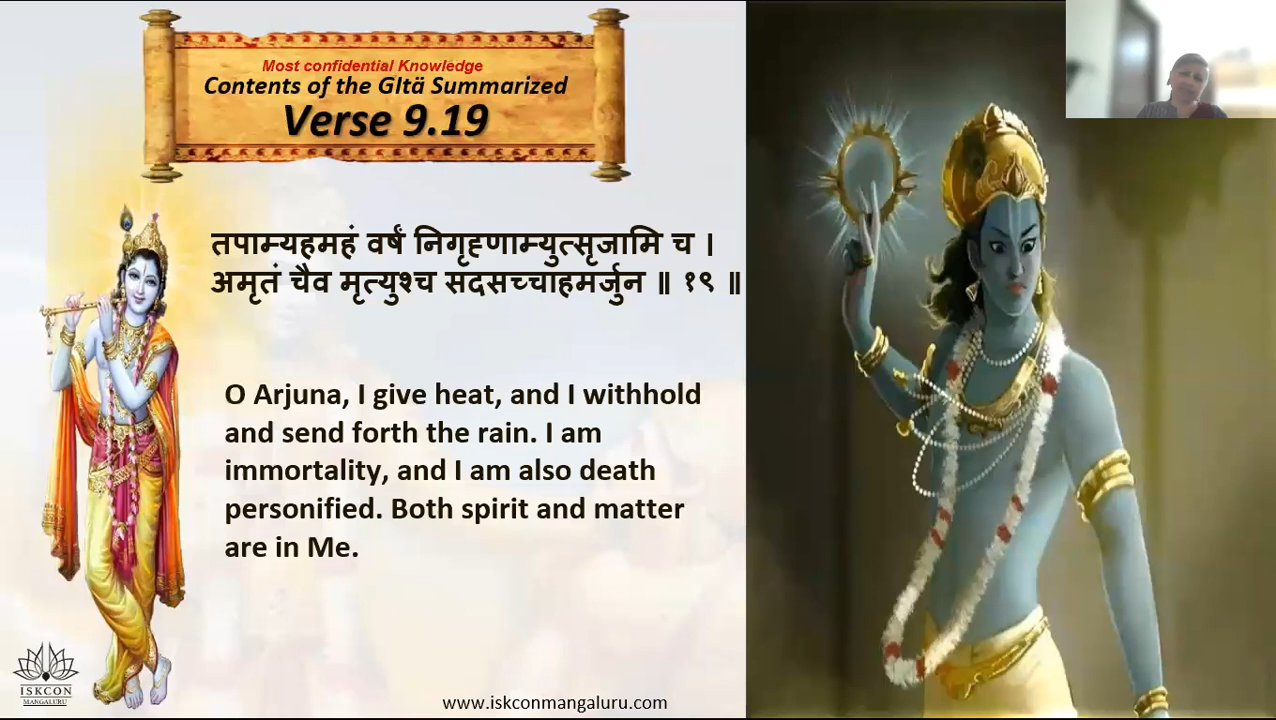 Most confidential Knowledge
Contents of the GItä Summarized
Verse 9.19
तपाम्यहमहं वर्षं निगृह्णाम्युत्सृजामि च ।
अमृतं चैव मृत्युश्च सदसच्चाहमर्जुन ॥ १९ ॥
O Arjuna, I give heat, and I withhold
and send forth the rain. I am
immortality, and I am also death
personified. Both spirit and matter
are in Me.
ISKCON
MANGALURU
www.iskconmangaluru.com